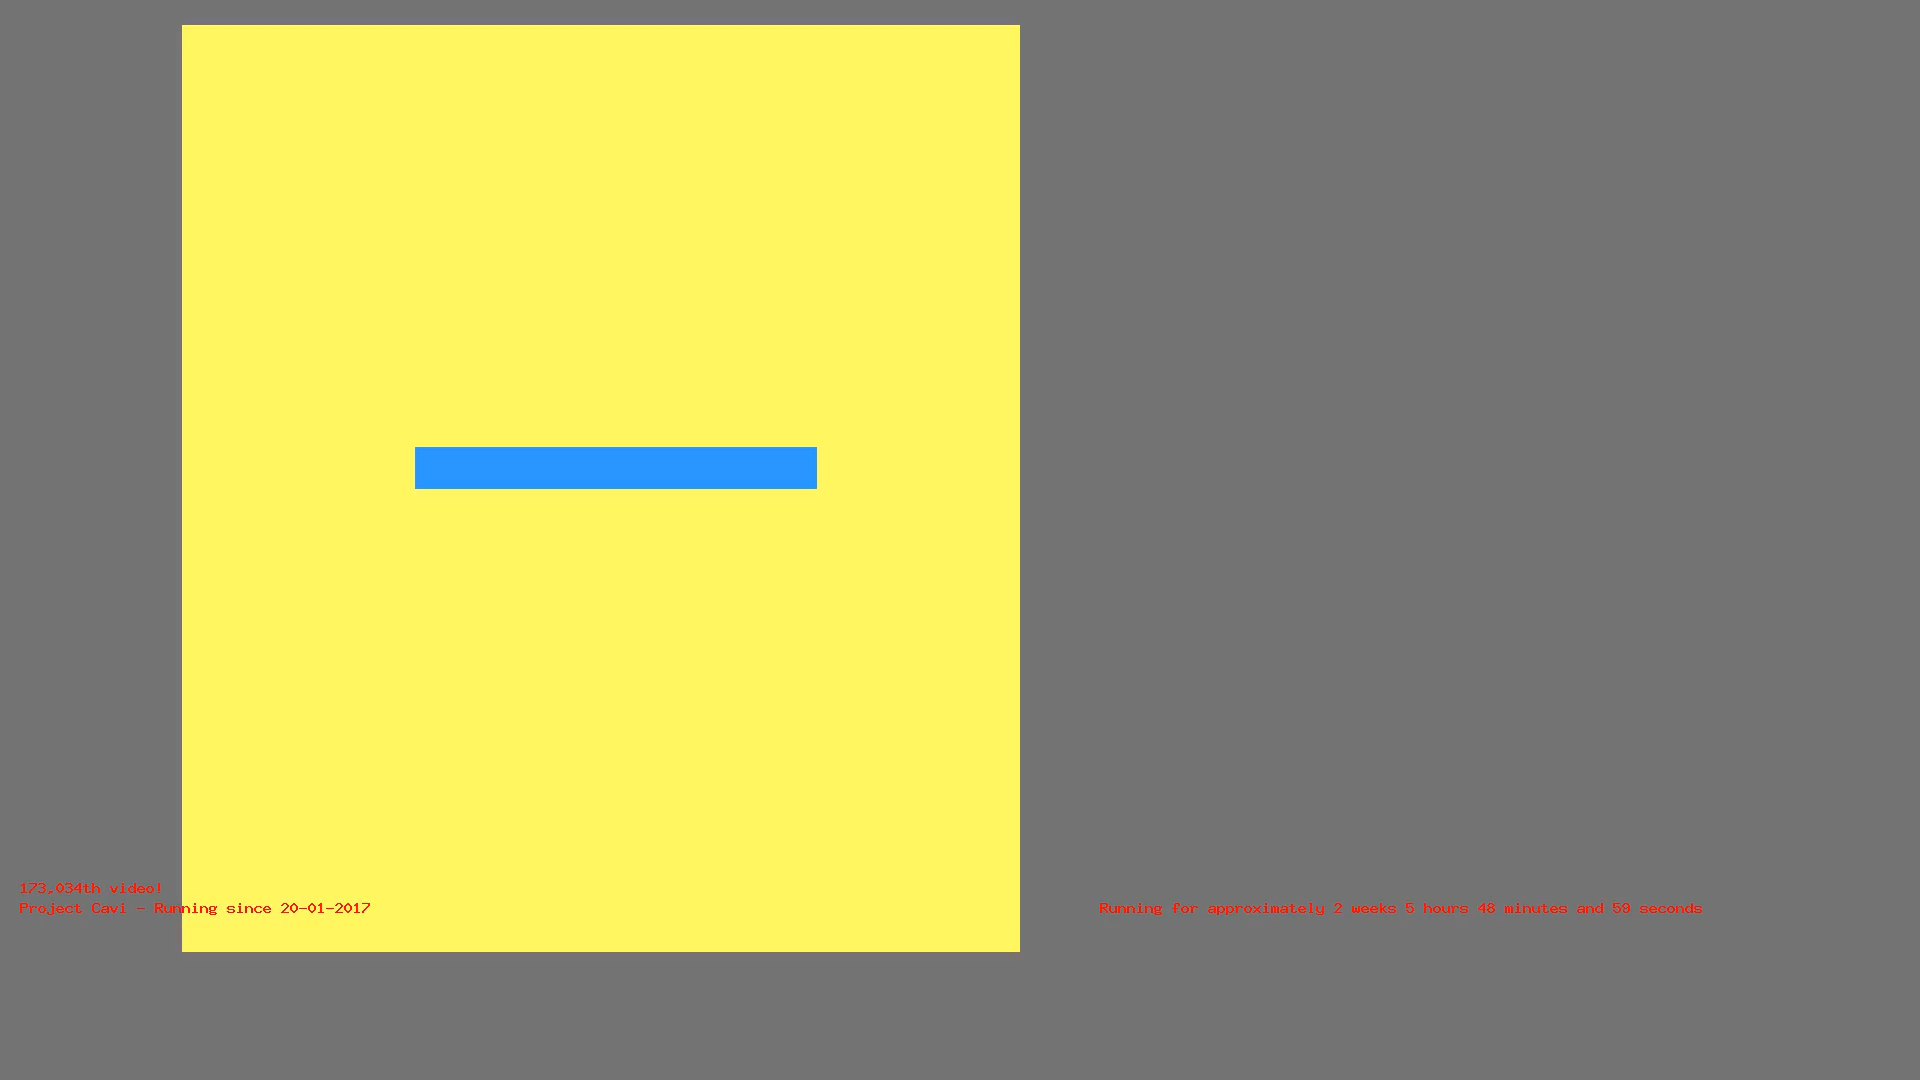 173,034th video!
Project Cavi - Running since 20-01-2017
Running for approximately 2 weeks 5 hours 48 minutes and 59 seconds